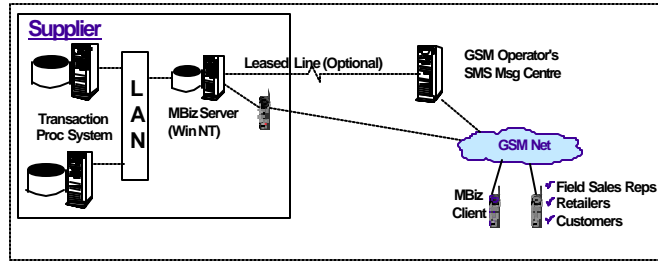 Supplier
Leased Line (Optional)
GSM Operator's
SMS Msg Centre
L
A
N
Transaction
Proc System
MBiz Server
(Win NT)
GSM Net
MBiz
Client
✓Field Sales Reps
✓Retailers
✓Customers